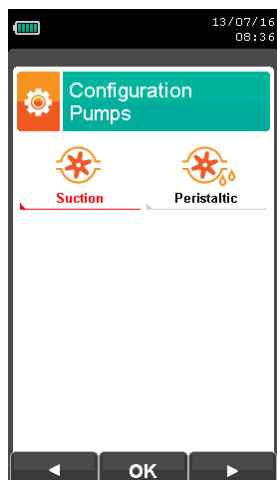 13/07/16
08:36
Configuration
Pumps
Suction Peristaltic
◄ OK ►